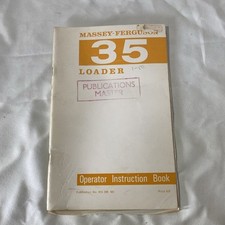 MASSEY-FERGUSON
35
LOADER
PUBLICATIONS
MASTER
Operator Instruction Book